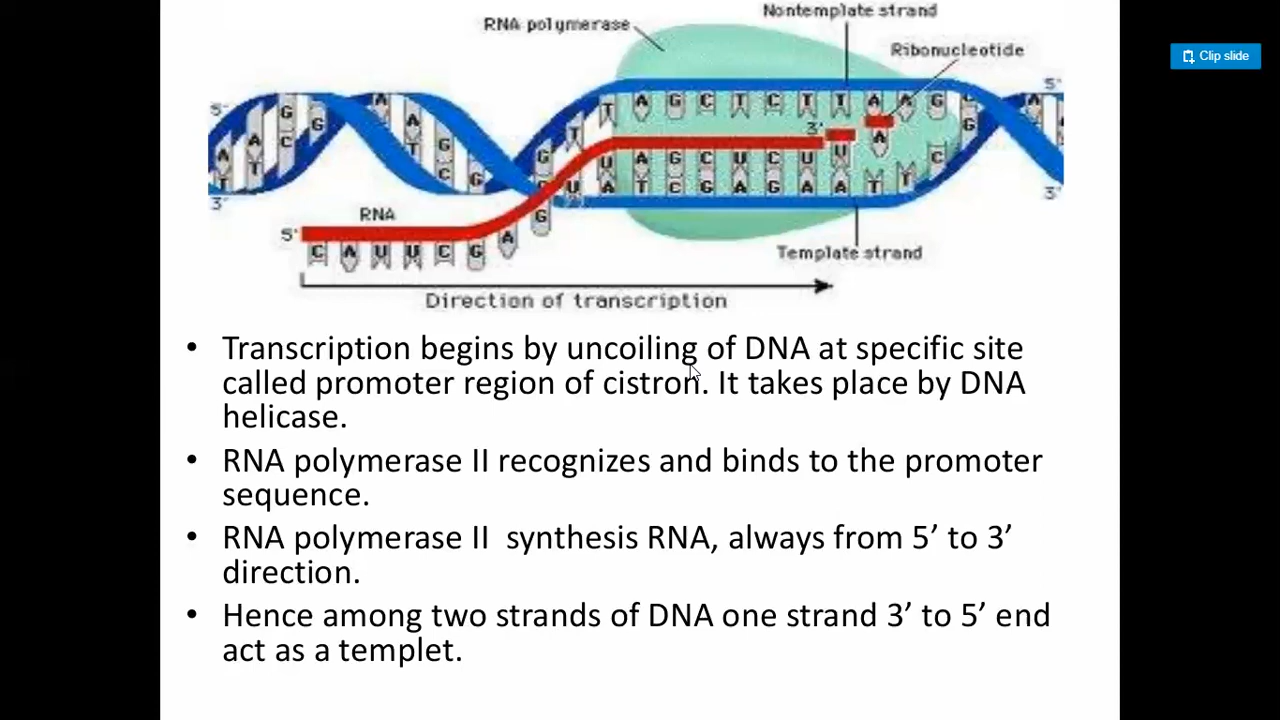 Nontemplate strand
RNA polymerase
Ribonucleotide
Clip slide
5'
5'
T A G C T C T T A A G
3'
A
U A G C U C U U
A T C G A G A A T T C
3'
3'
RNA
5'
C A U U C G A G
Template strand
Direction of transcription
• Transcription begins by uncoiling of DNA at specific site
called promoter region of cistron. It takes place by DNA
helicase.
• RNA polymerase II recognizes and binds to the promoter
sequence.
• RNA polymerase II  synthesis RNA, always from 5’ to 3’
direction.
• Hence among two strands of DNA one strand 3’ to 5’ end
act as a templet.